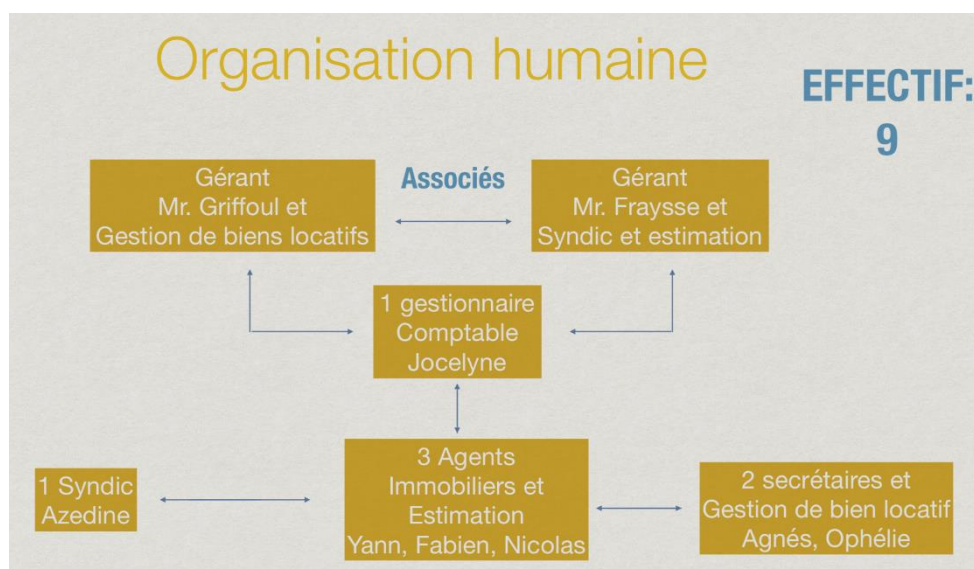 Organisation humaine
EFFECTIF:
9
Gérant
Mr. Griffoul et
Gestion de biens locatifs
Associés
Gérant
Mr. Fraysse et
Syndic et estimation
1 gestionnaire
Comptable
Jocelyne
1 Syndic
Azedine
3 Agents
Immobiliers et
Estimation
Yann, Fabien, Nicolas
2 secrétaires et
Gestion de bien locatif
Agnés, Ophélie